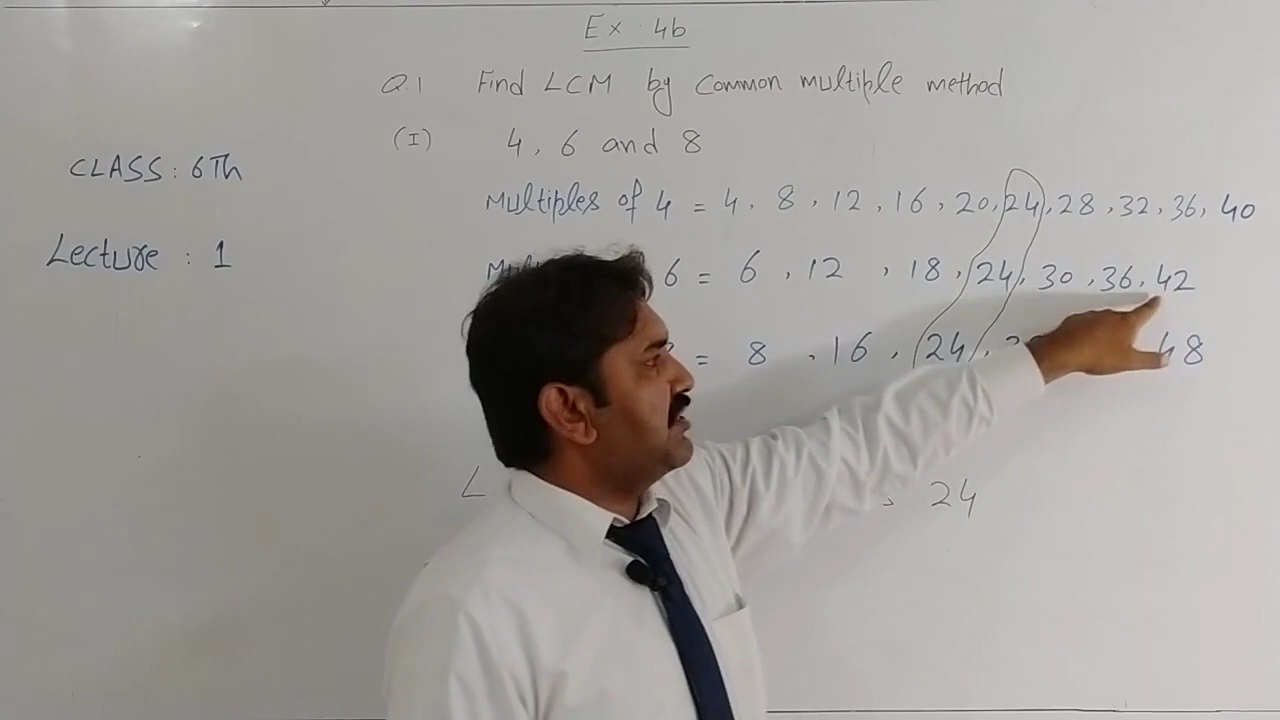 Ex 4b
Q.1 Find LCM by Common multiple method
(I) 4, 6 and 8
CLASS: 6Th
Multiples of 4 = 4, 8, 12, 16, 20, 24, 28, 32, 36, 40
Lecture : 1
6 = 6, 12, 18, 24, 30, 36, 42
= 8, 16, 24, 48
L 24